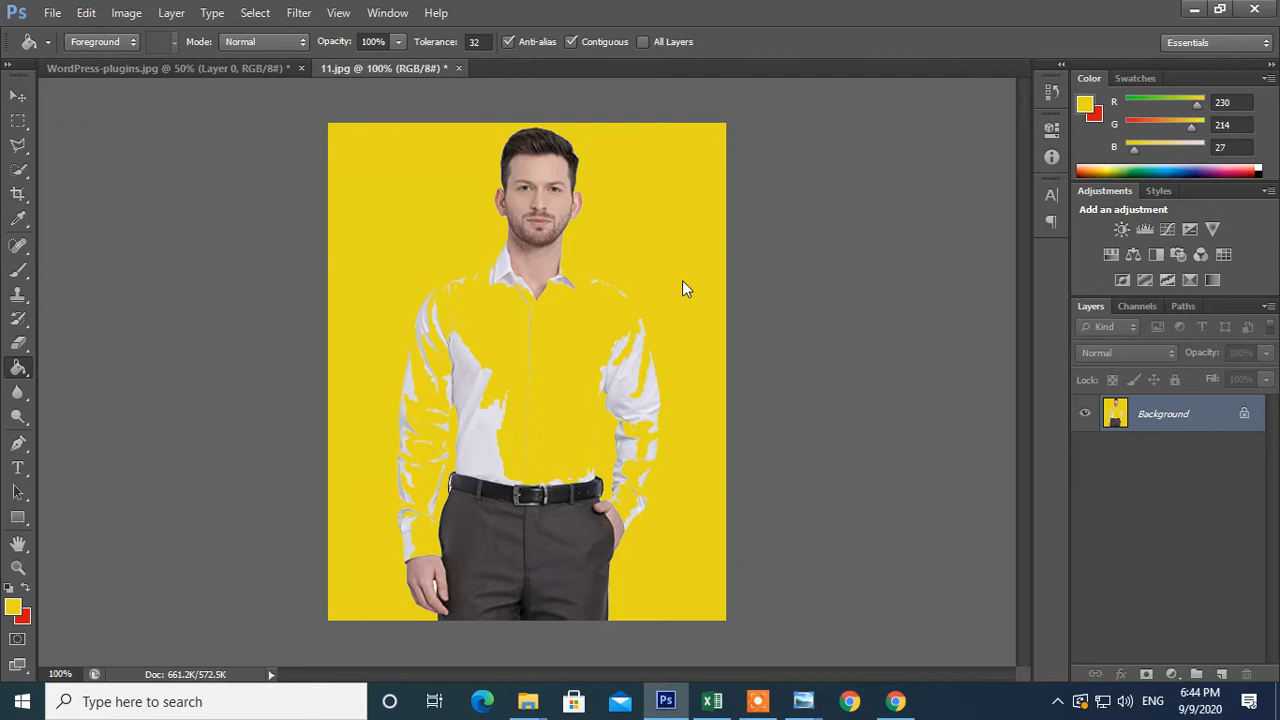 Ps File Edit Image Layer Type Select Filter View Window Help
Foreground Mode: Normal Opacity: 100% Tolerance: 32 Anti-alias Contiguous All Layers Essentials
WordPress-plugins.jpg @ 50% (Layer 0, RGB/8#) * × 11.jpg @ 100% (RGB/8#) * ×
Color Swatches
R 230
G 214
B 27
Adjustments Styles
Add an adjustment
Layers Channels Paths
Kind
Normal Opacity: 100%
Lock: Fill: 100%
Background
100% Doc: 661.2K/572.5K
Type here to search
Ps
ENG
6:44 PM
9/9/2020